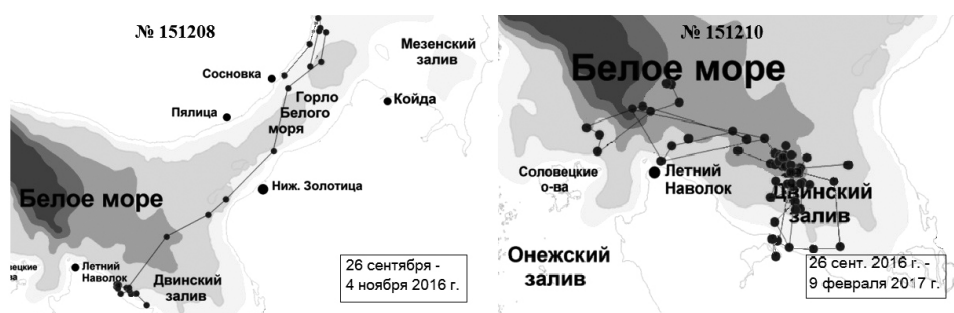 № 151208
Мезенский
залив
Сосновка
Горло
Белого
моря
Койда
Пялица
Ниж. Золотица
Белое море
Летний
Наволок
Двинский
залив
26 сентября -
4 ноября 2016 г.
№ 151210
Белое море
Соловецкие
о-ва
Летний
Наволок
Двинский
залив
Онежский
залив
26 сент. 2016 г. -
9 февраля 2017 г.